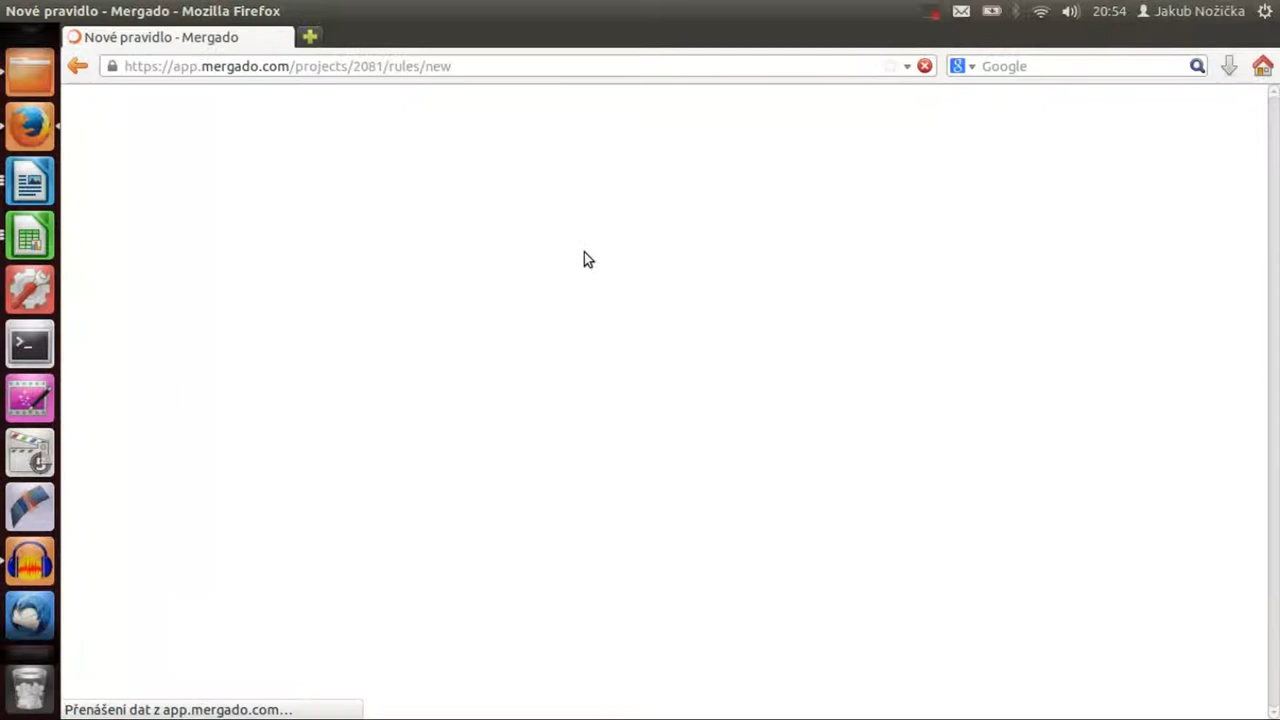 Nové pravidlo - Mergado - Mozilla Firefox
20:54
Jakub Nožička
Nové pravidlo - Mergado
https://app.mergado.com/projects/2081/rules/new
Google
Přenášení dat z app.mergado.com…